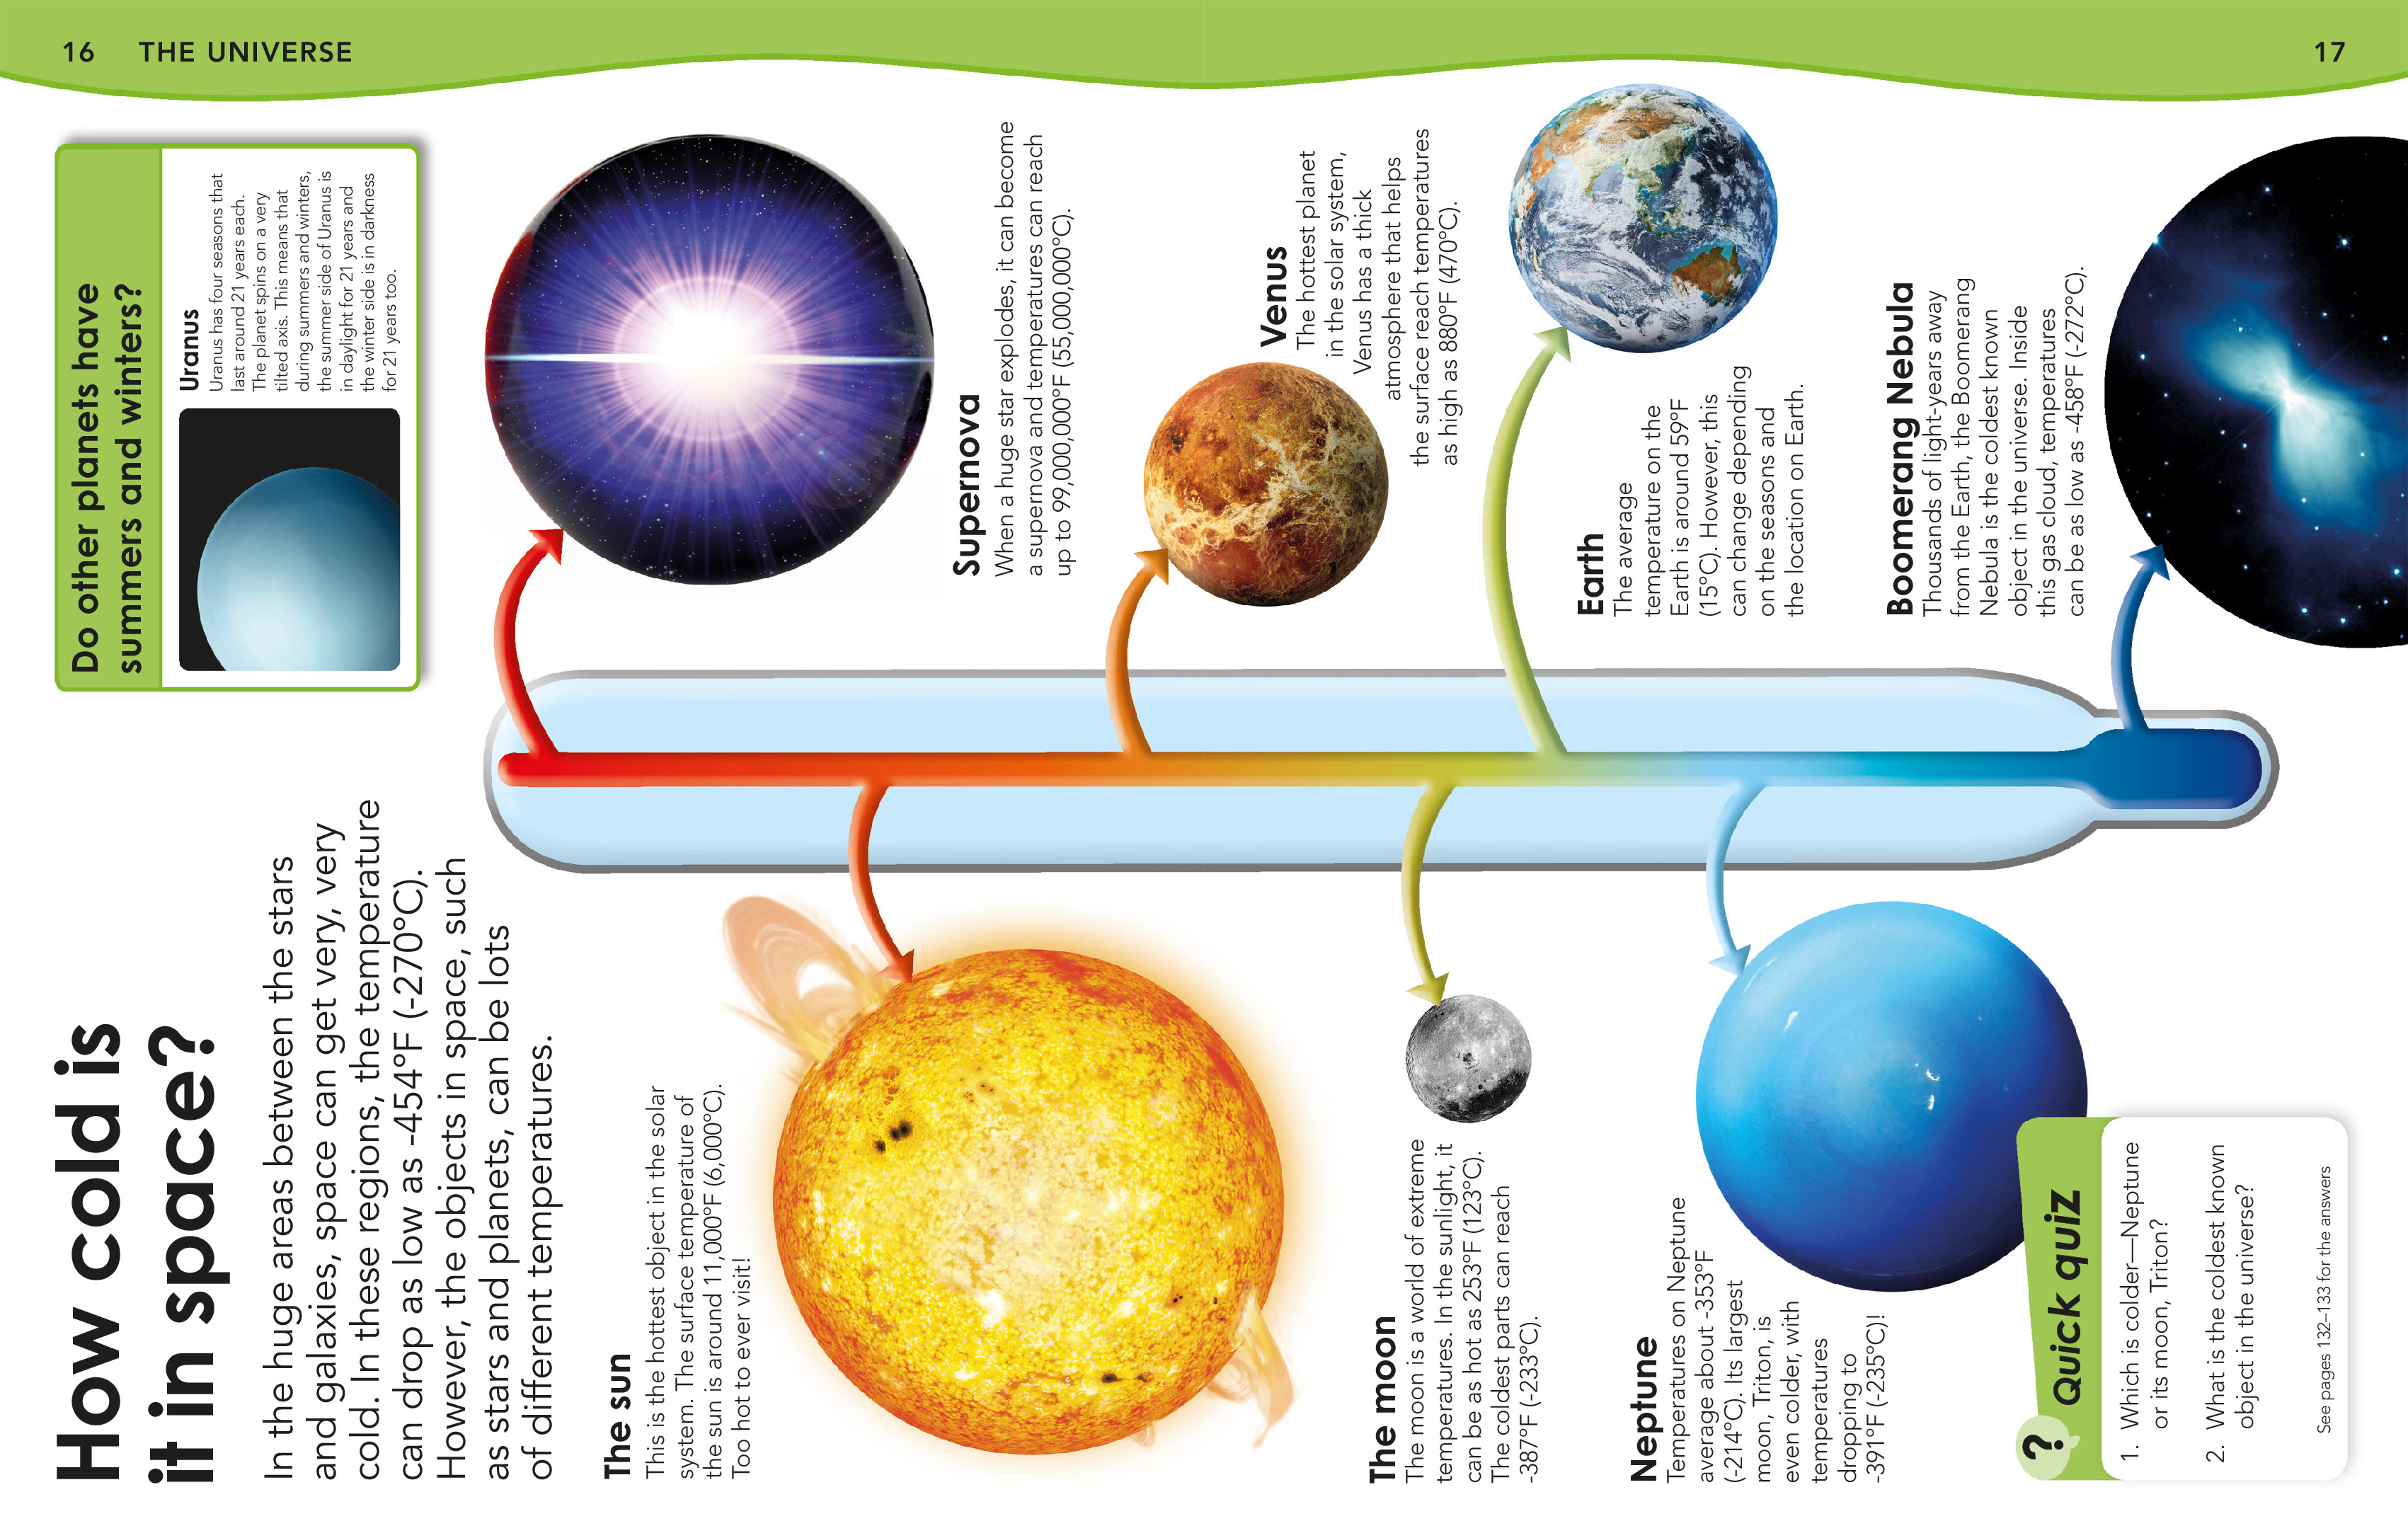 16 THE UNIVERSE
17
How cold is
it in space?
In the huge areas between the stars
and galaxies, space can get very, very
cold. In these regions, the temperature
can drop as low as -454°F (-270°C).
However, the objects in space, such
as stars and planets, can be lots
of different temperatures.
Do other planets have
summers and winters?
Uranus
Uranus has four seasons that
last around 21 years each.
The planet spins on a very
tilted axis. This means that
during summers and winters,
the summer side of Uranus is
in daylight for 21 years and
the winter side is in darkness
for 21 years too.
The sun
This is the hottest object in the solar
system. The surface temperature of
the sun is around 11,000°F (6,000°C).
Too hot to ever visit!
Supernova
When a huge star explodes, it can become
a supernova and temperatures can reach
up to 99,000,000°F (55,000,000°C).
Venus
The hottest planet
in the solar system,
Venus has a thick
atmosphere that helps
the surface reach temperatures
as high as 880°F (470°C).
The moon
The moon is a world of extreme
temperatures. In the sunlight, it
can be as hot as 253°F (123°C).
The coldest parts can reach
-387°F (-233°C).
Earth
The average
temperature on the
Earth is around 59°F
(15°C). However, this
can change depending
on the seasons and
the location on Earth.
Neptune
Temperatures on Neptune
average about -353°F
(-214°C). Its largest
moon, Triton, is
even colder, with
temperatures
dropping to
-391°F (-235°C)!
Boomerang Nebula
Thousands of light-years away
from the Earth, the Boomerang
Nebula is the coldest known
object in the universe. Inside
this gas cloud, temperatures
can be as low as -458°F (-272°C).
? Quick quiz
1. Which is colder—Neptune
or its moon, Triton?
2. What is the coldest known
object in the universe?
See pages 132–133 for the answers